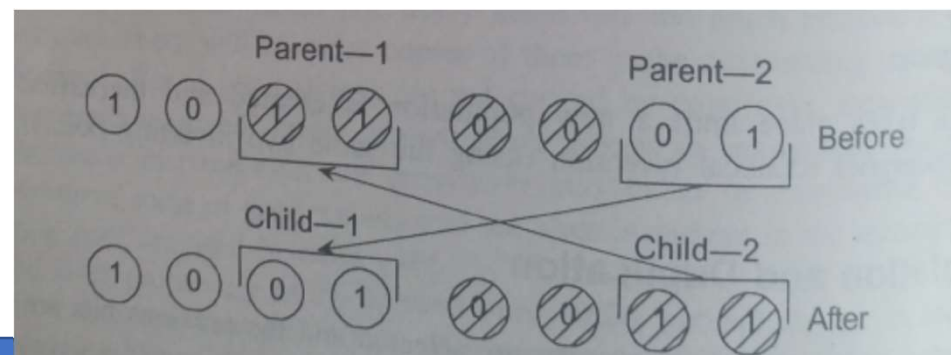 Parent—1
Parent—2
1 0 1 1 0 0 0 1 Before
Child—1
Child—2
1 0 0 1 0 0 1 1 After